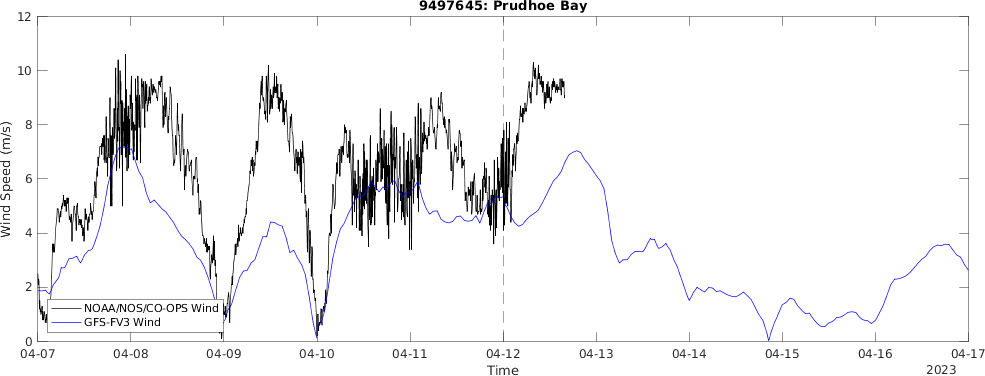 9497645: Prudhoe Bay
Wind Speed (m/s)
12
10
8
6
4
2
0
NOAA/NOS/CO-OPS Wind
GFS-FV3 Wind
04-07 04-08 04-09 04-10 04-11 04-12 04-13 04-14 04-15 04-16 04-17
Time
2023